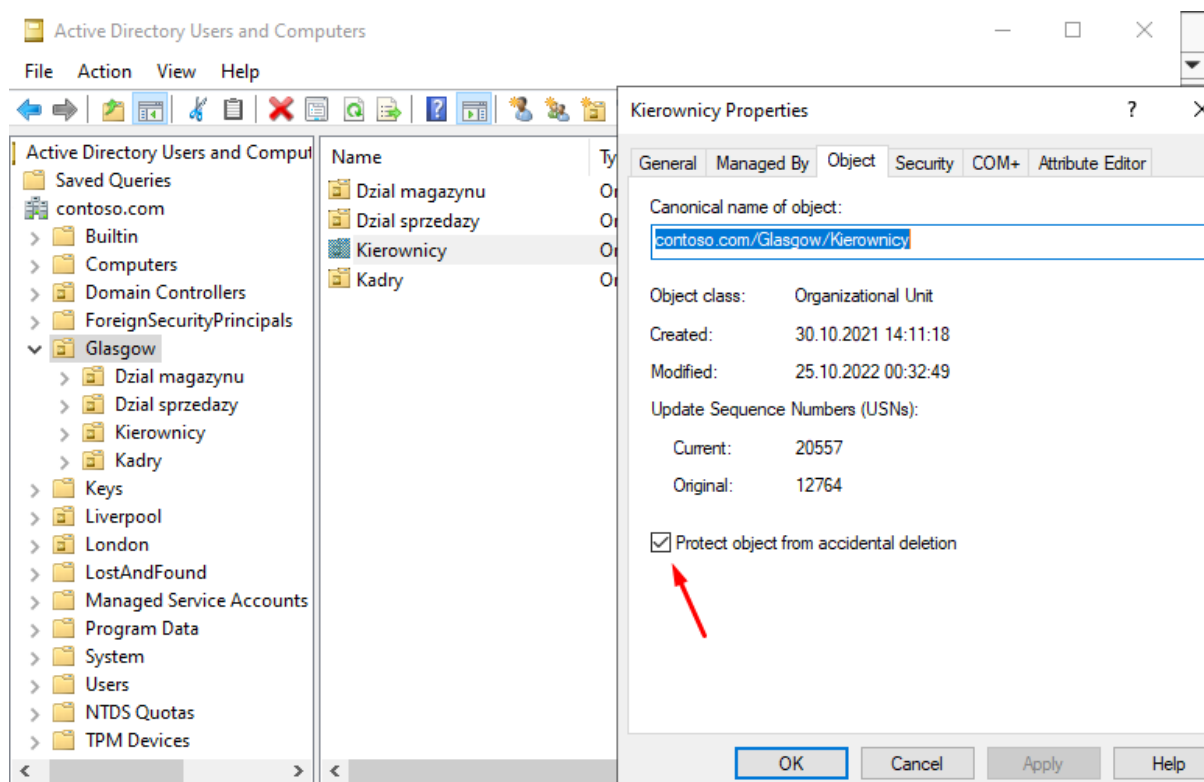 Active Directory Users and Computers
File Action View Help
Active Directory Users and Comput
Saved Queries
contoso.com
Builtin
Computers
Domain Controllers
ForeignSecurityPrincipals
Glasgow
Dzial magazynu
Dzial sprzedazy
Kierownicy
Kadry
Keys
Liverpool
London
LostAndFound
Managed Service Accounts
Program Data
System
Users
NTDS Quotas
TPM Devices
Name Ty
Dzial magazynu Or
Dzial sprzedazy Or
Kierownicy Or
Kadry Or
Kierownicy Properties
General Managed By Object Security COM+ Attribute Editor
Canonical name of object:
contoso.com/Glasgow/Kierownicy
Object class: Organizational Unit
Created: 30.10.2021 14:11:18
Modified: 25.10.2022 00:32:49
Update Sequence Numbers (USNs):
Current: 20557
Original: 12764
Protect object from accidental deletion
OK Cancel Apply Help